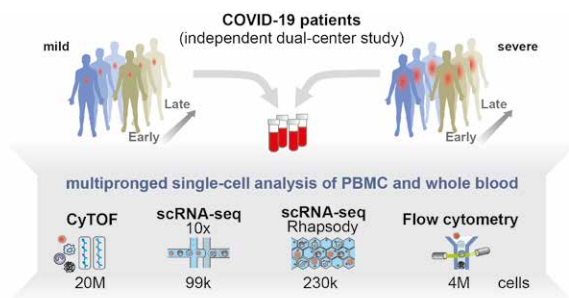 COVID-19 patients
(independent dual-center study)
mild
severe
Late
Early
Late
Early
multipronged single-cell analysis of PBMC and whole blood
CyTOF
scRNA-seq
10x
scRNA-seq
Rhapsody
Flow cytometry
20M
99k
230k
4M
cells